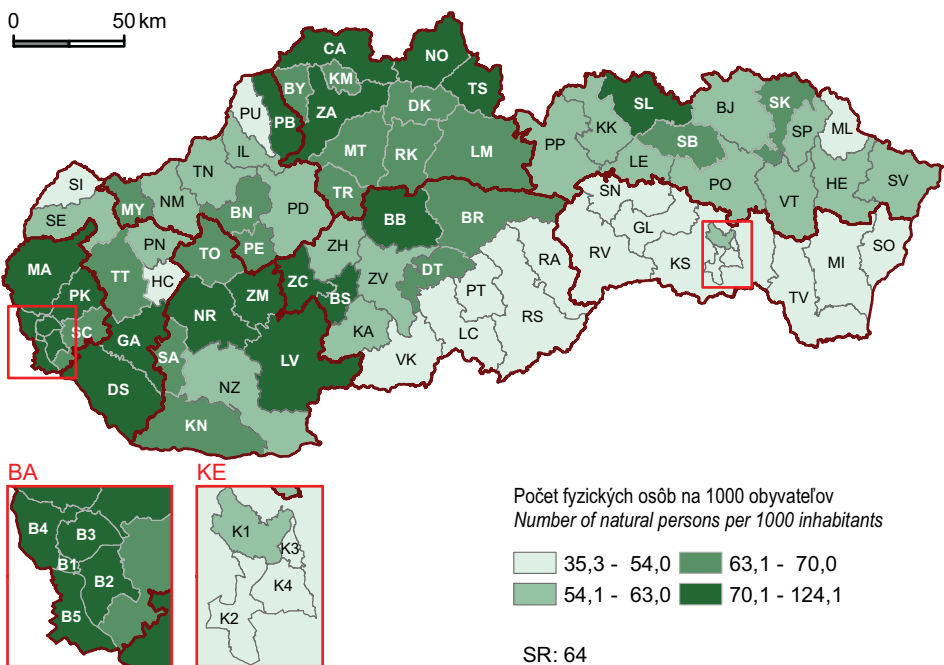 0 50 km
CA
NO
KM
BY
TS
PU
PB
ZA
DK
SL
BJ
SK
ML
IL
KK
SP
PP
SB
MT
RK
LM
LE
TN
SI
PO
HE
SV
TR
SN
VT
MY
NM
BN
PD
SE
BB
BR
GL
SO
PN
TO
PE
ZH
RV
MA
TT
HC
ZV
DT
RA
KS
MI
PK
ZC
PT
TV
NR
ZM
BS
RS
SC
GA
KA
LC
SA
LV
VK
DS
NZ
KN
BA
B4
B3
B1
B2
B5
KE
K1
K3
K4
K2
Počet fyzických osôb na 1000 obyvateľov
Number of natural persons per 1000 inhabitants
35,3 - 54,0
63,1 - 70,0
54,1 - 63,0
70,1 - 124,1
SR: 64